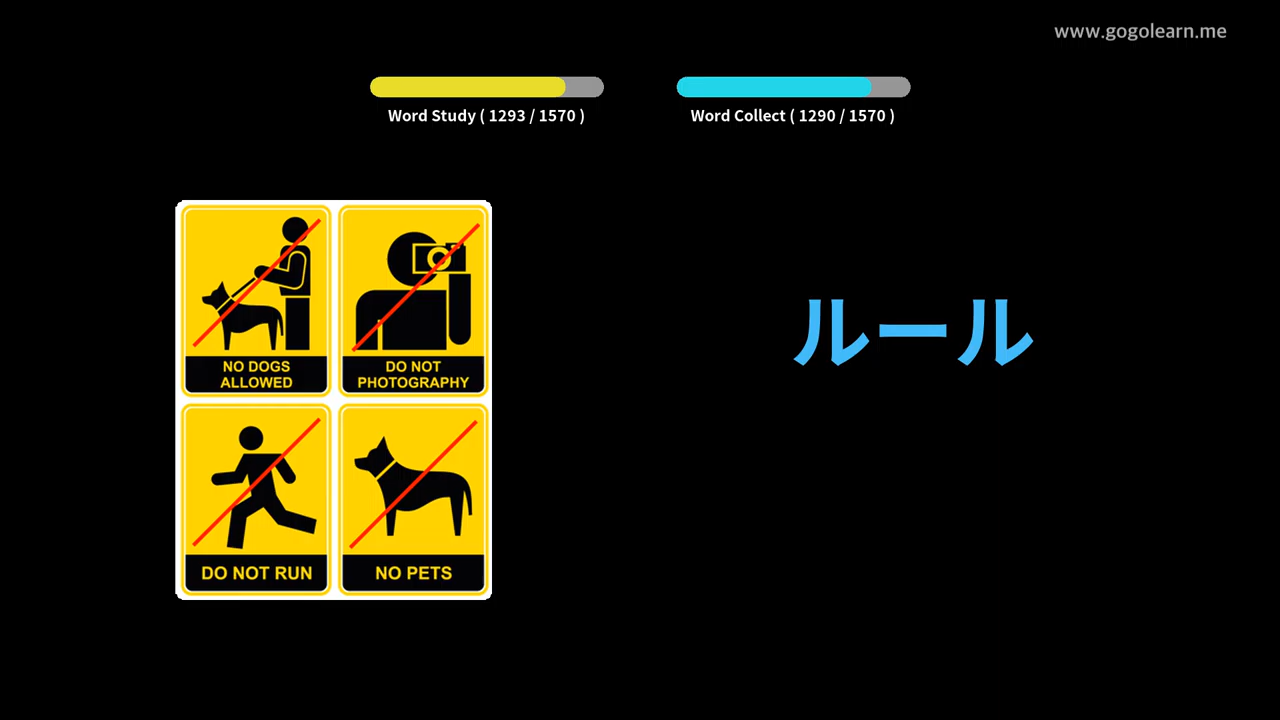 www.gogolearn.me
Word Study ( 1293 / 1570 )
Word Collect ( 1290 / 1570 )
NO DOGS
ALLOWED
DO NOT
PHOTOGRAPHY
DO NOT RUN
NO PETS
ルール